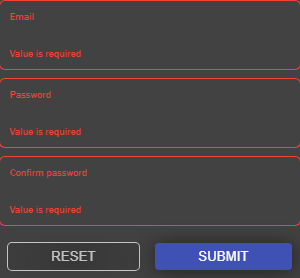 Email
Value is required
Password
Value is required
Confirm password
Value is required
RESET SUBMIT